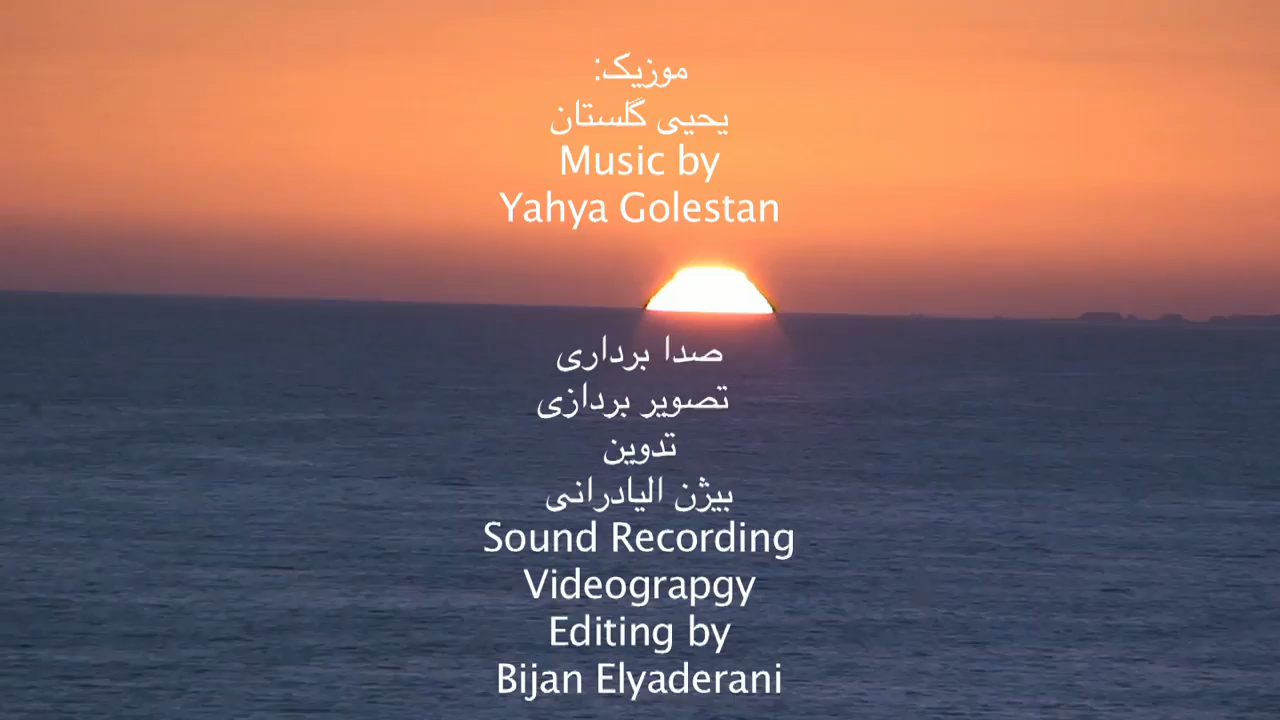 موزیک:
یحیی گلستان
Music by
Yahya Golestan
صدا برداری
تصویر بردازی
تدوین
بیژن الیادرانی
Sound Recording
Videograpgy
Editing by
Bijan Elyaderani